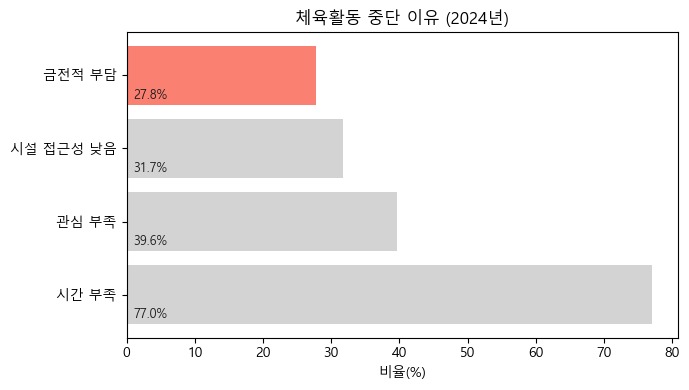 체육활동 중단 이유 (2024년)
금전적 부담
27.8%
시설 접근성 낮음
31.7%
관심 부족
39.6%
시간 부족
77.0%
0 10 20 30 40 50 60 70 80
비율(%)